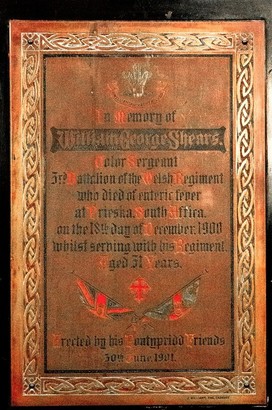 In Memory of
William George Shears.
Color Sergeant
3rd Battalion of the Welsh Regiment
who died of enteric fever
at Prieska, South Africa,
on the 18th day of December, 1900
whilst serving with his Regiment.
Aged 31 Years.
Erected by his Pontypridd Friends
30th June, 1901.